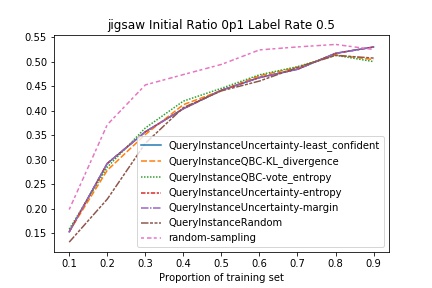 jigsaw Initial Ratio 0p1 Label Rate 0.5
0.55
0.50
0.45
0.40
0.35
0.30
0.25
0.20
0.15
QueryInstanceUncertainty-least_confident
QueryInstanceQBC-KL_divergence
QueryInstanceQBC-vote_entropy
QueryInstanceUncertainty-entropy
QueryInstanceUncertainty-margin
QueryInstanceRandom
random-sampling
0.1 0.2 0.3 0.4 0.5 0.6 0.7 0.8 0.9
Proportion of training set